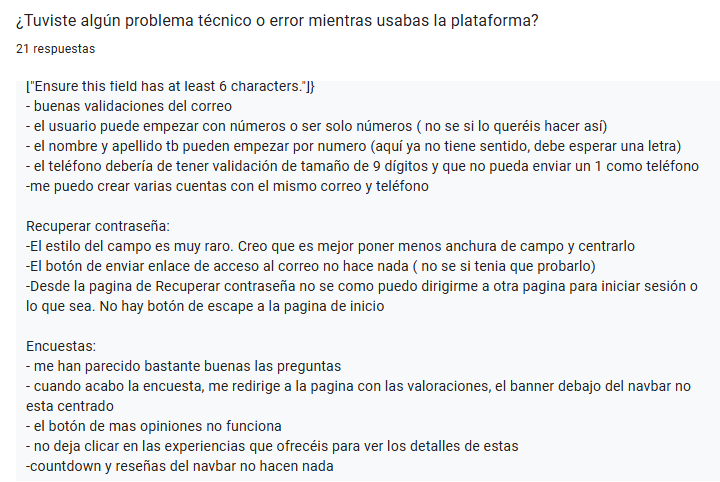 ¿Tuviste algún problema técnico o error mientras usabas la plataforma?
21 respuestas
["Ensure this field has at least 6 characters."]}
- buenas validaciones del correo
- el usuario puede empezar con números o ser solo números ( no se si lo queréis hacer así)
- el nombre y apellido tb pueden empezar por numero (aquí ya no tiene sentido, debe esperar una letra)
- el teléfono debería de tener validación de tamaño de 9 dígitos y que no pueda enviar un 1 como teléfono
-me puedo crear varias cuentas con el mismo correo y teléfono
Recuperar contraseña:
-El estilo del campo es muy raro. Creo que es mejor poner menos anchura de campo y centrarlo
-El botón de enviar enlace de acceso al correo no hace nada ( no se si tenia que probarlo)
-Desde la pagina de Recuperar contraseña no se como puedo dirigirme a otra pagina para iniciar sesión o
lo que sea. No hay botón de escape a la pagina de inicio
Encuestas:
- me han parecido bastante buenas las preguntas
- cuando acabo la encuesta, me redirige a la pagina con las valoraciones, el banner debajo del navbar no
esta centrado
- el botón de mas opiniones no funciona
- no deja clicar en las experiencias que ofrecéis para ver los detalles de estas
-countdown y reseñas del navbar no hacen nada